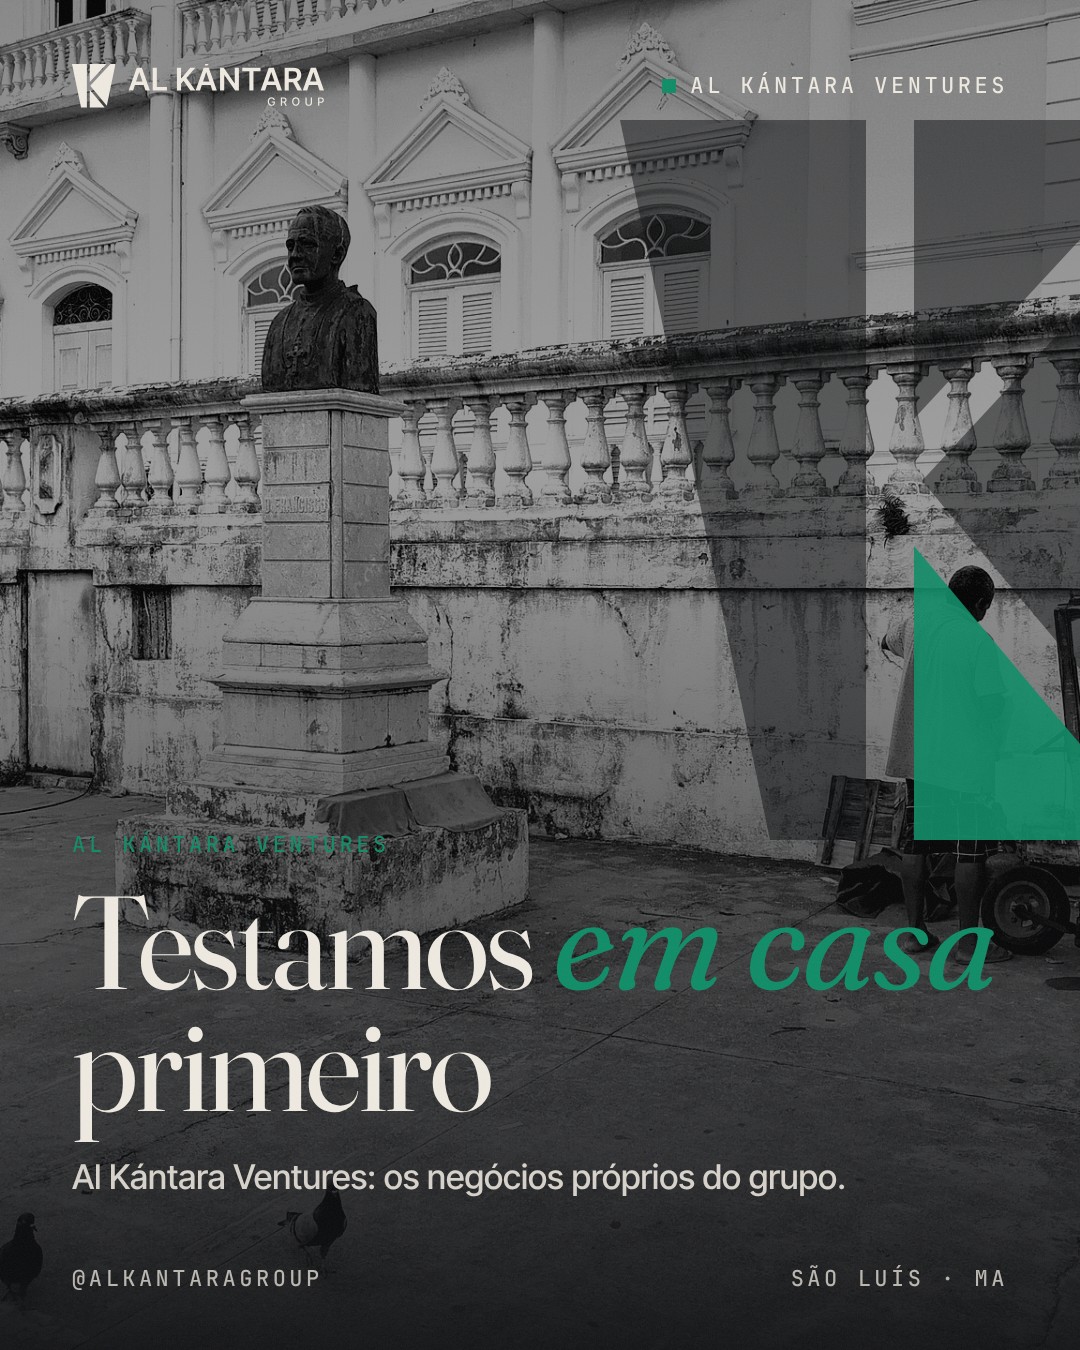 AL KÁNTARA
GROUP
AL KÁNTARA VENTURES
D. FRANCISCO
AL KÁNTARA VENTURES
Testamos em casa
primeiro
Al Kántara Ventures: os negócios próprios do grupo.
@ALKANTARAGROUP
SÃO LUÍS · MA